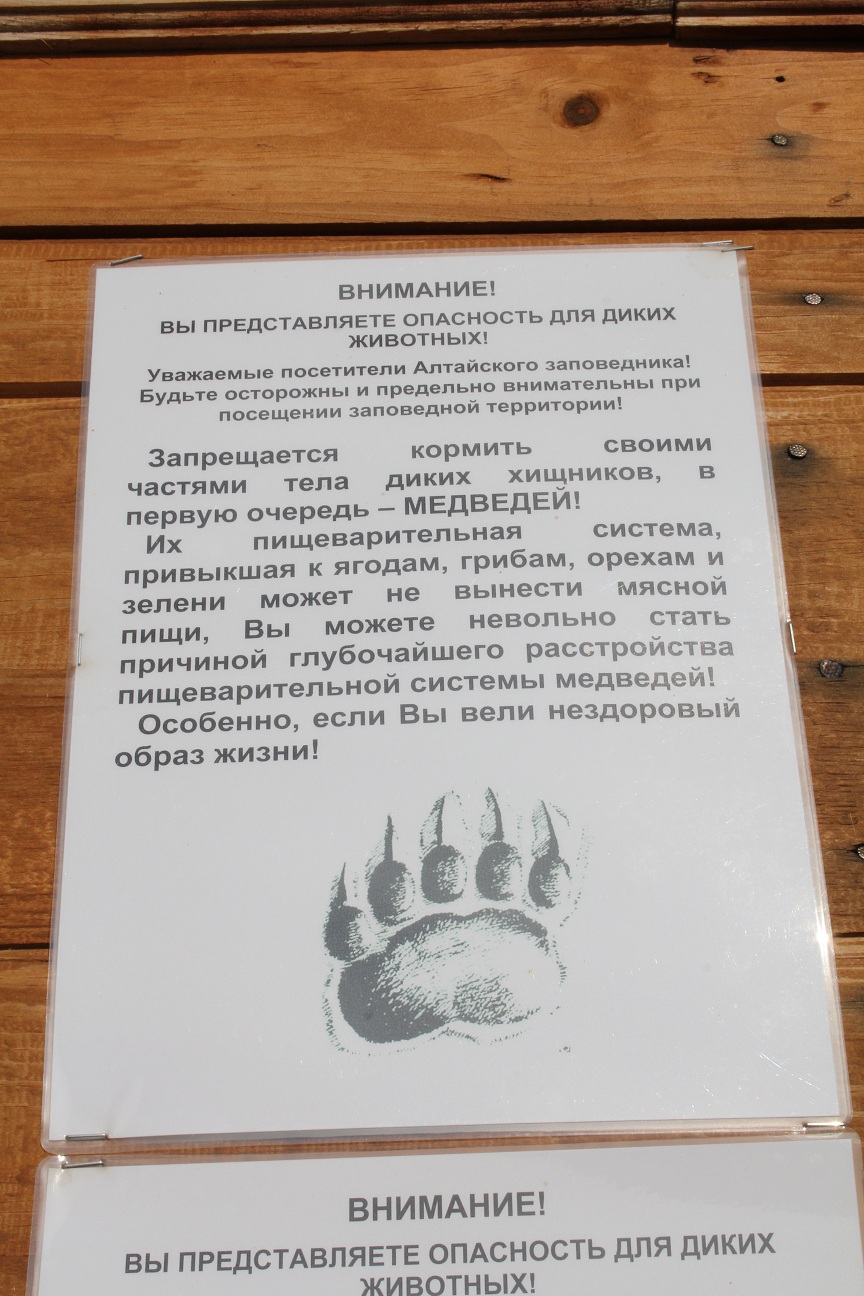 ВНИМАНИЕ!
ВЫ ПРЕДСТАВЛЯЕТЕ ОПАСНОСТЬ ДЛЯ ДИКИХ
ЖИВОТНЫХ!
Уважаемые посетители Алтайского заповедника!
Будьте осторожны и предельно внимательны при
посещении заповедной территории!
Запрещается кормить своими
частями тела диких хищников, в
первую очередь – МЕДВЕДЕЙ!
Их пищеварительная система,
привыкшая к ягодам, грибам, орехам и
зелени может не вынести мясной
пищи, Вы можете невольно стать
причиной глубочайшего расстройства
пищеварительной системы медведей!
Особенно, если Вы вели нездоровый
образ жизни!
ВНИМАНИЕ!
ВЫ ПРЕДСТАВЛЯЕТЕ ОПАСНОСТЬ ДЛЯ ДИКИХ
ЖИВОТНЫХ!